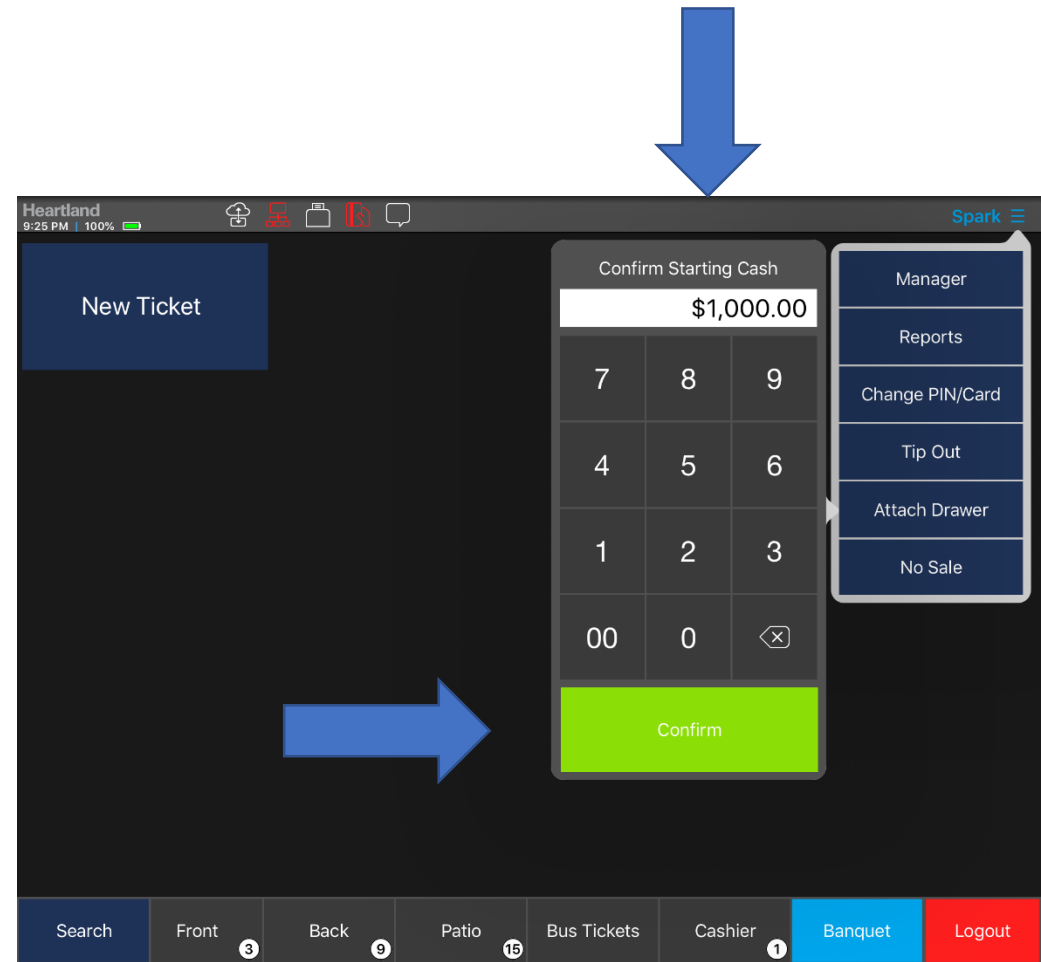 Heartland
9:25 PM | 100%
Spark
New Ticket
Confirm Starting Cash
$1,000.00
7 8 9
4 5 6
1 2 3
00 0
Confirm
Manager
Reports
Change PIN/Card
Tip Out
Attach Drawer
No Sale
Search Front 3 Back 9 Patio 15 Bus Tickets Cashier 1 Banquet Logout